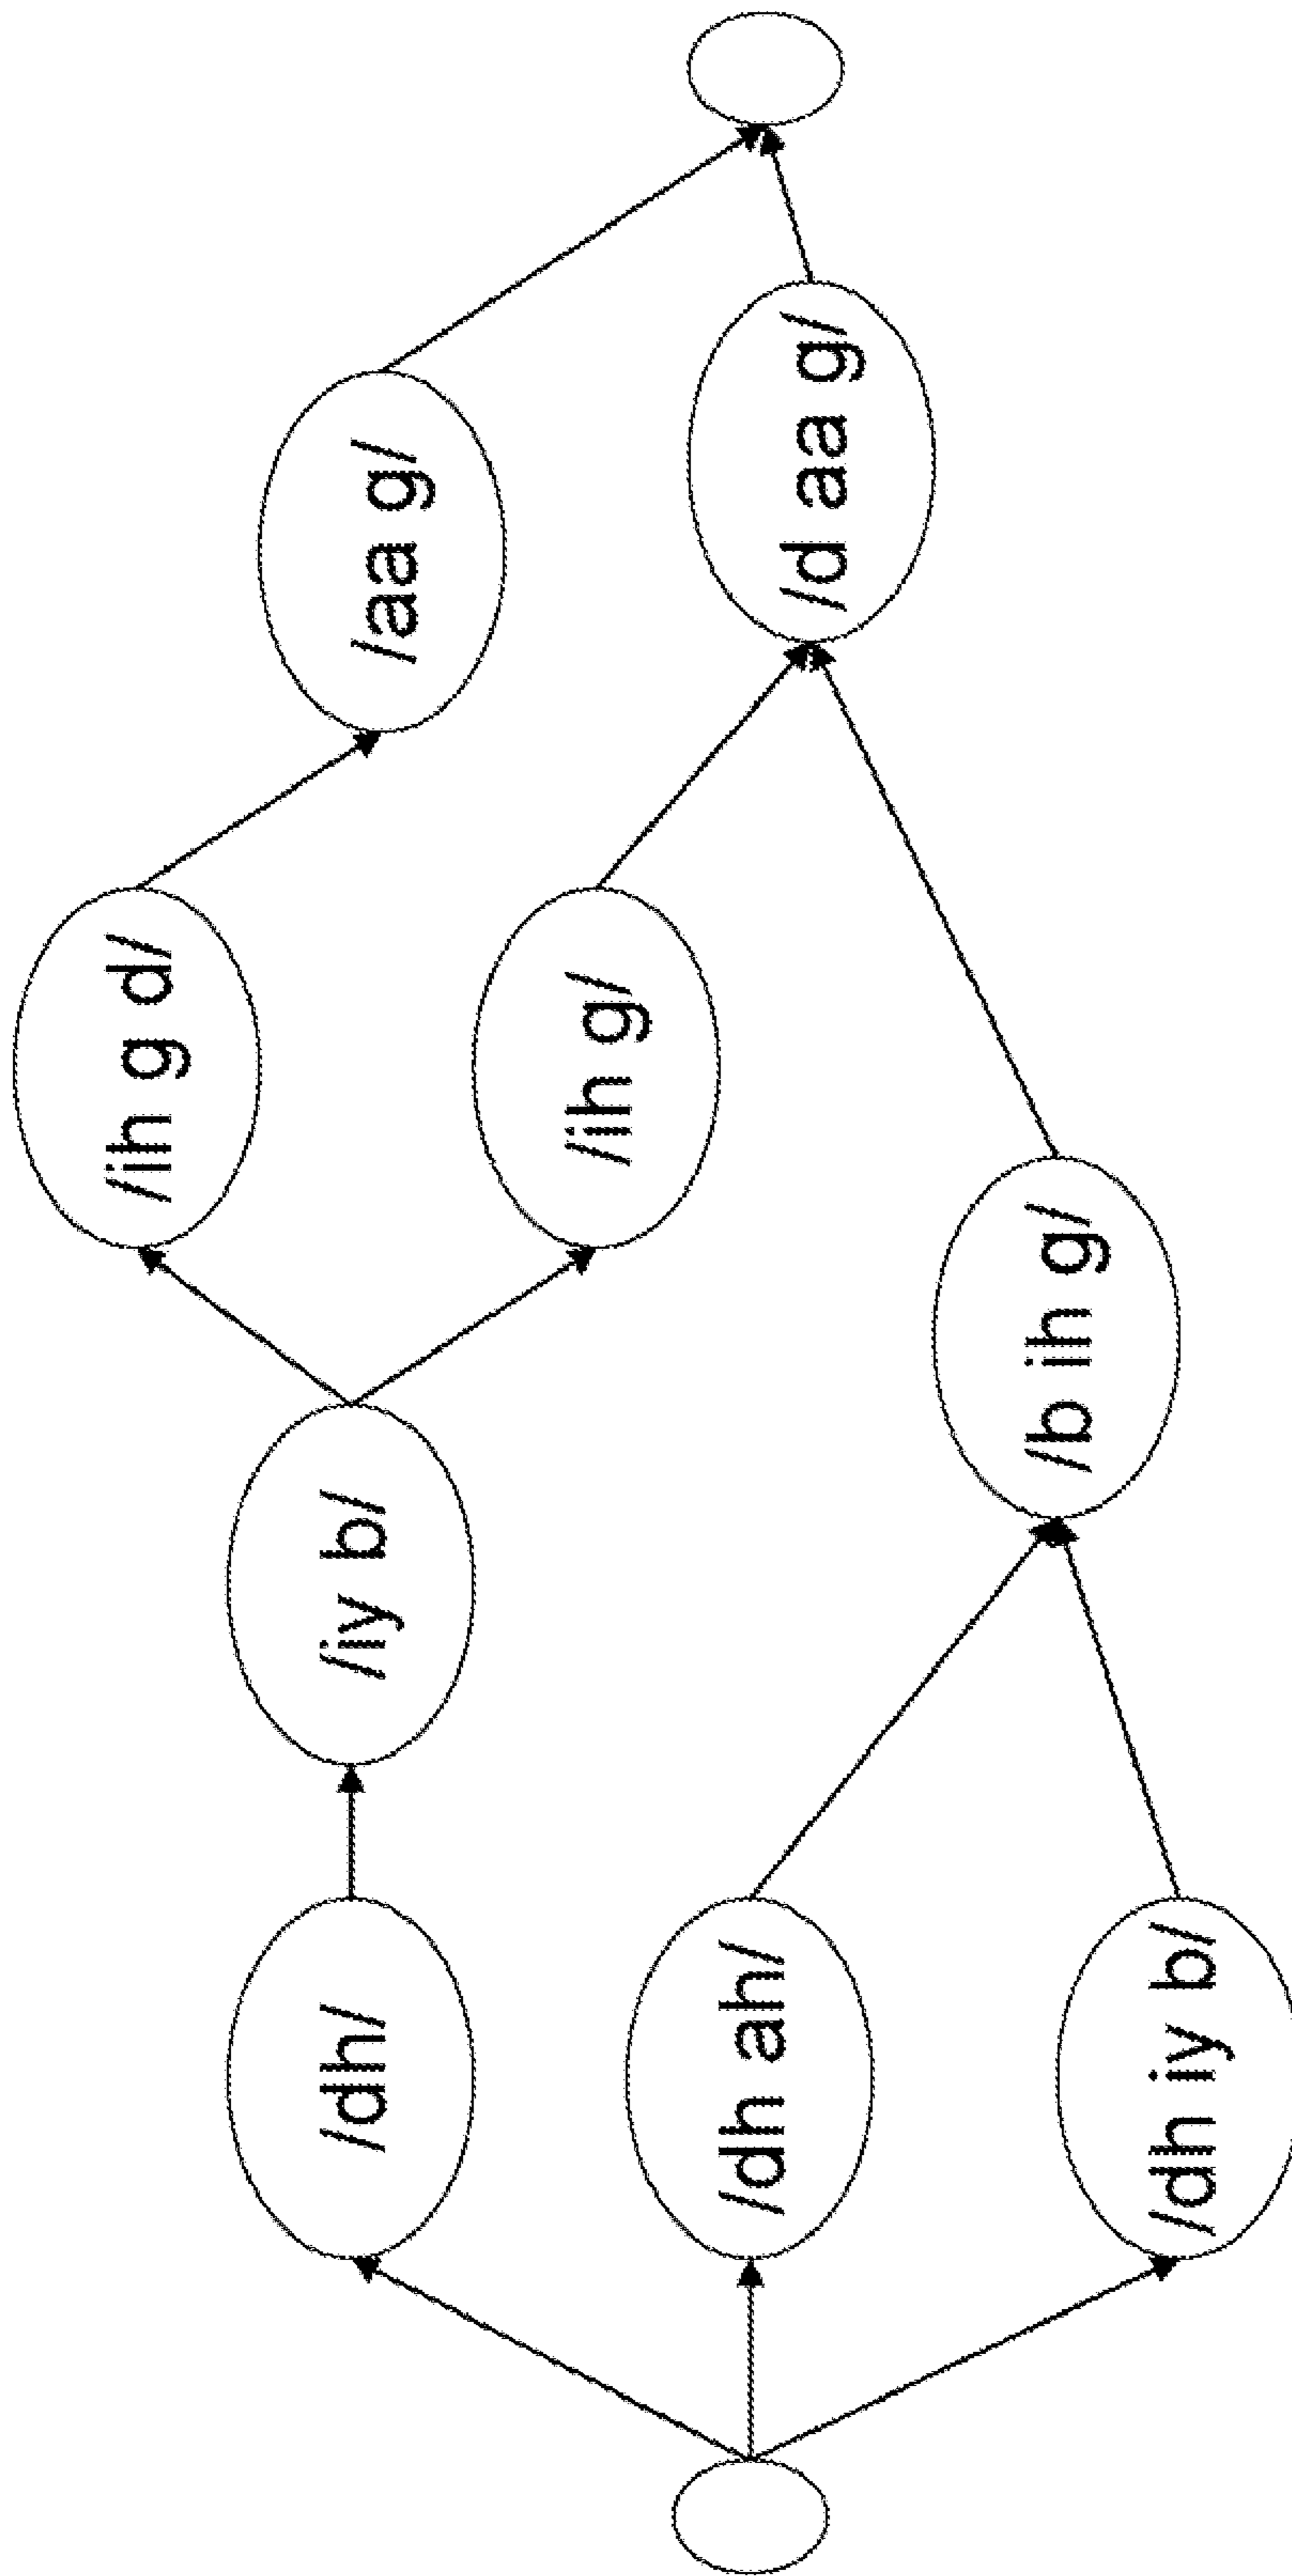 /dh/
/iy b/
/ih g d/
/aa g/
/ih g/
/dh ah/
/d aa g/
/b ih g/
/dh iy b/